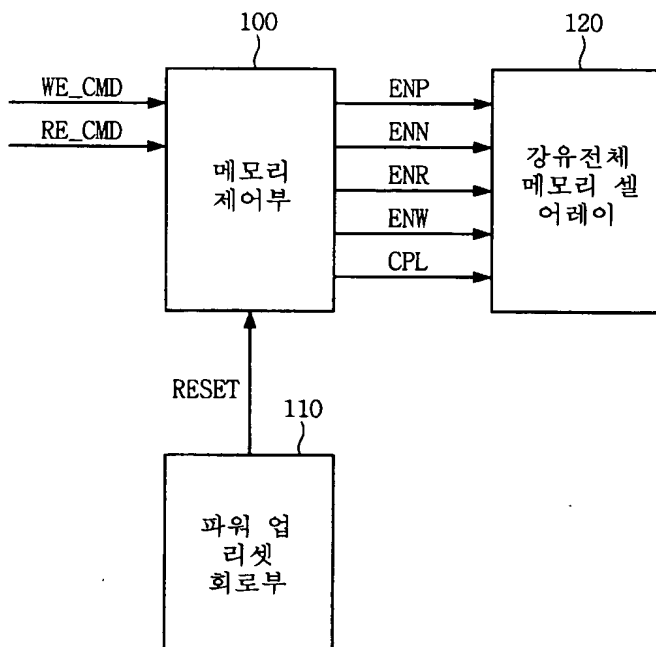 100
120
WE_CMD
RE_CMD
메모리
제어부
ENP
ENN
ENR
ENW
CPL
강유전체
메모리 셀
어레이
RESET
110
파워 업
리셋
회로부